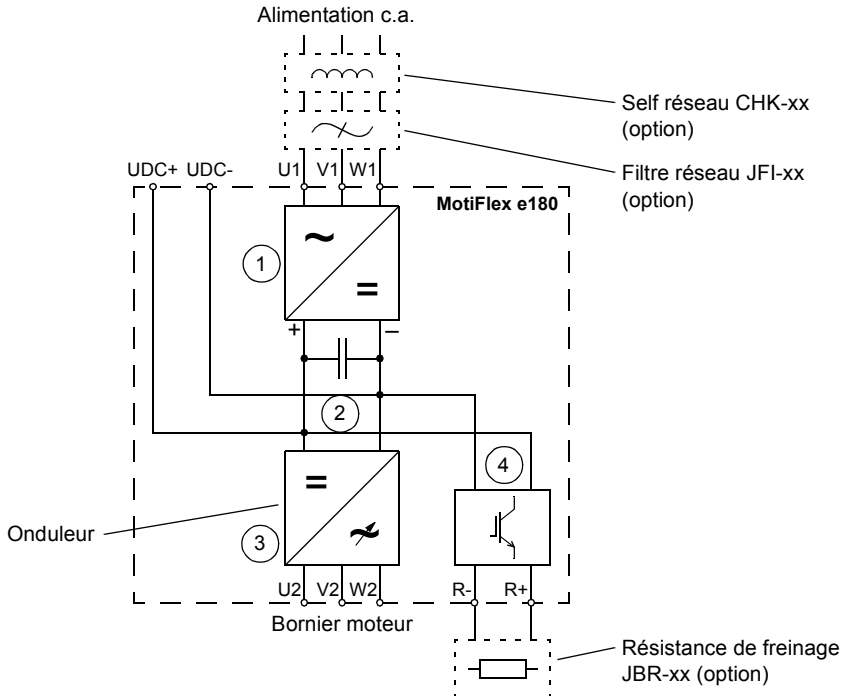 Alimentation c.a.
Self réseau CHK-xx
(option)
Filtre réseau JFI-xx
(option)
UDC+ UDC- U1 V1 W1
MotiFlex e180
1
~
=
+ –
2
4
=
Onduleur
3
U2 V2 W2 R- R+
Bornier moteur
Résistance de freinage
JBR-xx (option)